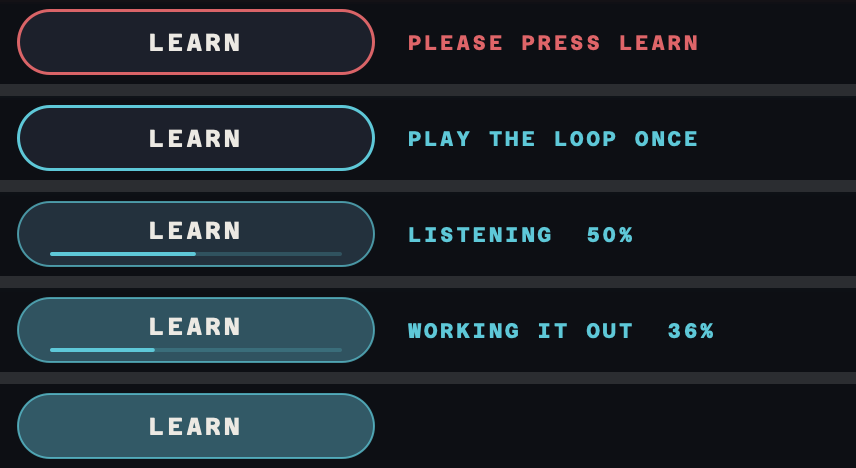 LEARN PLEASE PRESS LEARN
LEARN PLAY THE LOOP ONCE
LEARN LISTENING 50%
LEARN WORKING IT OUT 36%
LEARN